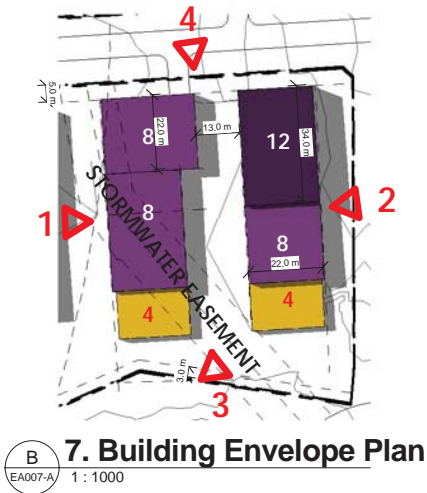 4
5.0 m
8
22.0 m
13.0 m
12
34.0 m
STORMWATER EASEMENT
1
8
2
8
22.0 m
4
4
3.0 m
3
B
EA007-A
7. Building Envelope Plan
1 : 1000